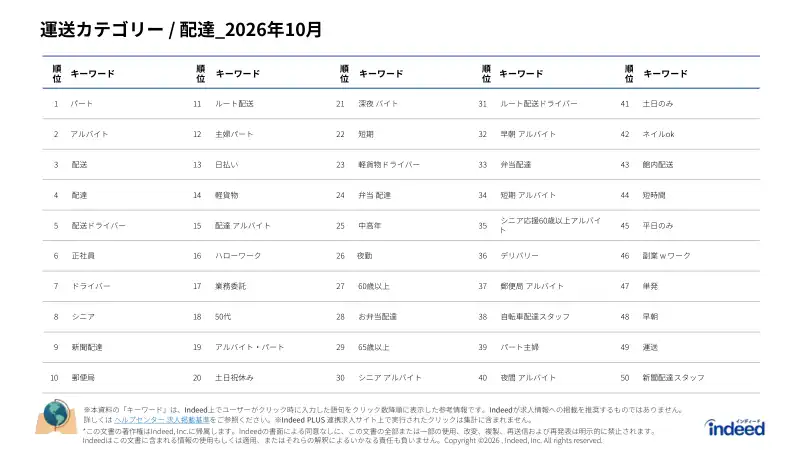 運送カテゴリー / 配達_2026年10月
順位 キーワード 順位 キーワード 順位 キーワード 順位 キーワード 順位 キーワード
1 パート 11 ルート配送 21 深夜 バイト 31 ルート配送ドライバー 41 土日のみ
2 アルバイト 12 主婦パート 22 短期 32 早朝 アルバイト 42 ネイルok
3 配送 13 日払い 23 軽貨物ドライバー 33 弁当配達 43 館内配送
4 配達 14 軽貨物 24 弁当 配達 34 短期 アルバイト 44 短時間
5 配送ドライバー 15 配達 アルバイト 25 中高年 35 シニア応援60歳以上アルバイト 45 平日のみ
6 正社員 16 ハローワーク 26 夜勤 36 デリバリー 46 副業 wワーク
7 ドライバー 17 業務委託 27 60歳以上 37 郵便局 アルバイト 47 単発
8 シニア 18 50代 28 お弁当配達 38 自転車配達スタッフ 48 早朝
9 新聞配達 19 アルバイト・パート 29 65歳以上 39 パート主婦 49 運送
10 郵便局 20 土日祝休み 30 シニア アルバイト 40 夜間 アルバイト 50 新聞配達スタッフ
※本資料の「キーワード」は、Indeed上でユーザーがクリック時に入力した語句をクリック数降順に表示した参考情報です。Indeedが求人情報への掲載を推奨するものではありません。
詳しくは ヘルプセンター 求人掲載基準をご参照ください。※Indeed PLUS 連携求人サイト上で実行されたクリックは集計に含まれません。
*この文書の著作権はIndeed, Inc.に帰属します。Indeedの書面による同意なしに、この文書の全部または一部の使用、改変、複製、再送信および再発表は明示的に禁止されます。
Indeedはこの文書に含まれる情報の使用もしくは適用、またはそれらの解釈によるいかなる責任も負いません。Copyright ©2026 , Indeed, Inc. All rights reserved.
インディード
indeed